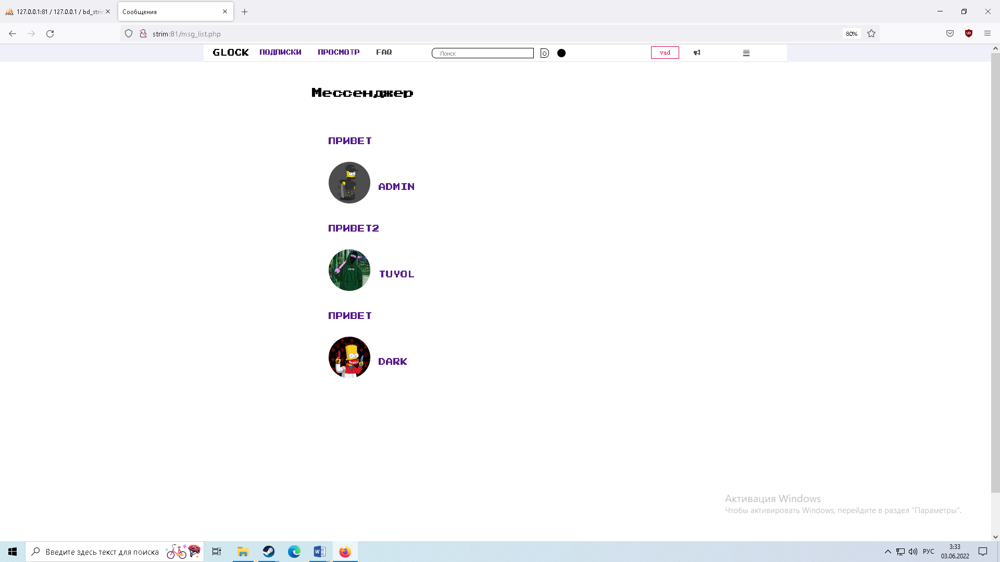 127.0.0.1:81 / 127.0.0.1 / bd_strim
Сообщения
strim:81/msg_list.php
80%
GLOCK ПОДПИСКИ ПРОСМОТР FAQ Поиск vad
Мессенджер
ПРИВЕТ
ADMIN
ПРИВЕТ2
TUYOL
ПРИВЕТ
DARK
Активация Windows
Чтобы активировать Windows, перейдите в раздел "Параметры".
Введите здесь текст для поиска
РУС
3:33
03.06.2022